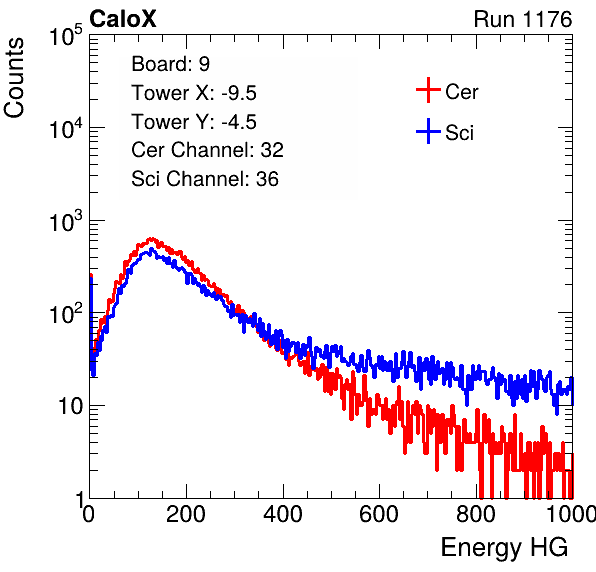 CaloX Run 1176
Counts
10^5
10^4
10^3
10^2
10
1
Board: 9
Tower X: -9.5
Tower Y: -4.5
Cer Channel: 32
Sci Channel: 36
Cer
Sci
0 200 400 600 800 1000
Energy HG